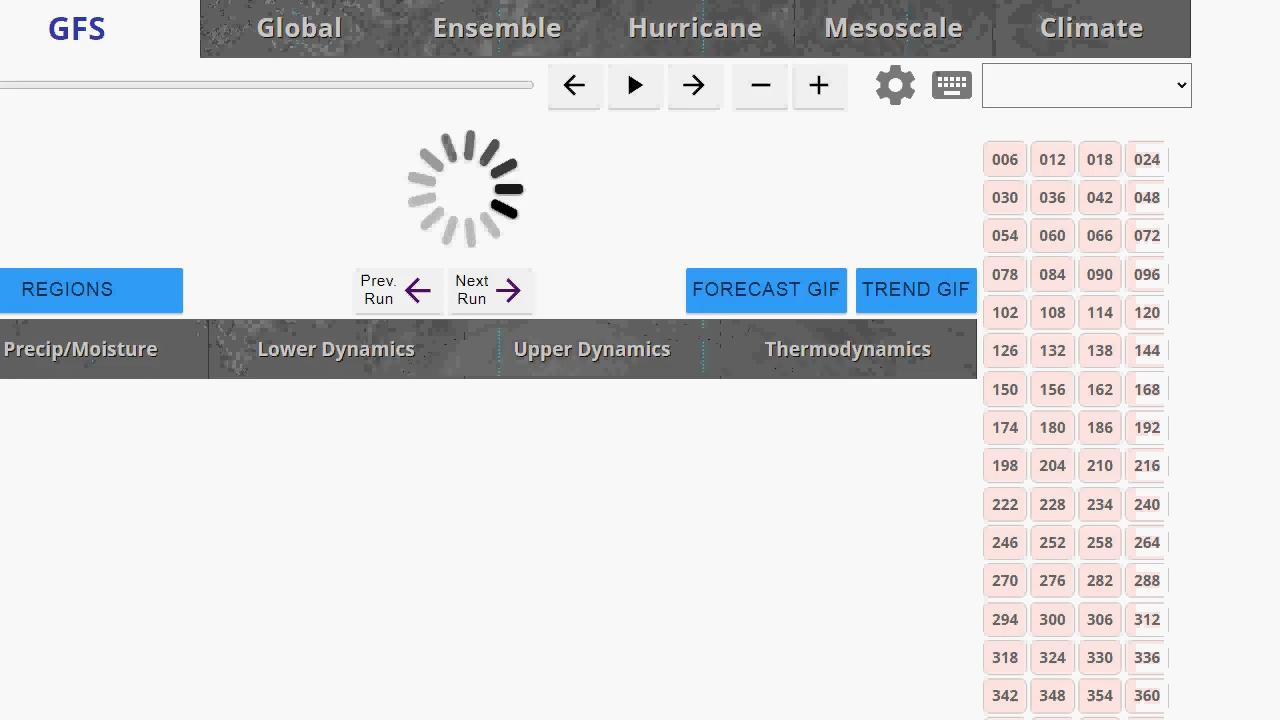 GFS Global Ensemble Hurricane Mesoscale Climate
006 012 018 024
030 036 042 048
054 060 066 072
078 084 090 096
REGIONS Prev. Run Next Run FORECAST GIF TREND GIF
102 108 114 120
Precip/Moisture Lower Dynamics Upper Dynamics Thermodynamics
126 132 138 144
150 156 162 168
174 180 186 192
198 204 210 216
222 228 234 240
246 252 258 264
270 276 282 288
294 300 306 312
318 324 330 336
342 348 354 360